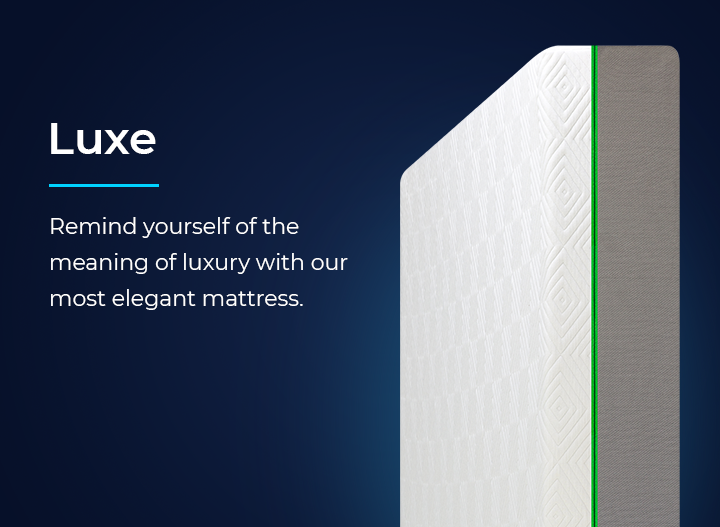 Luxe
Remind yourself of the
meaning of luxury with our
most elegant mattress.